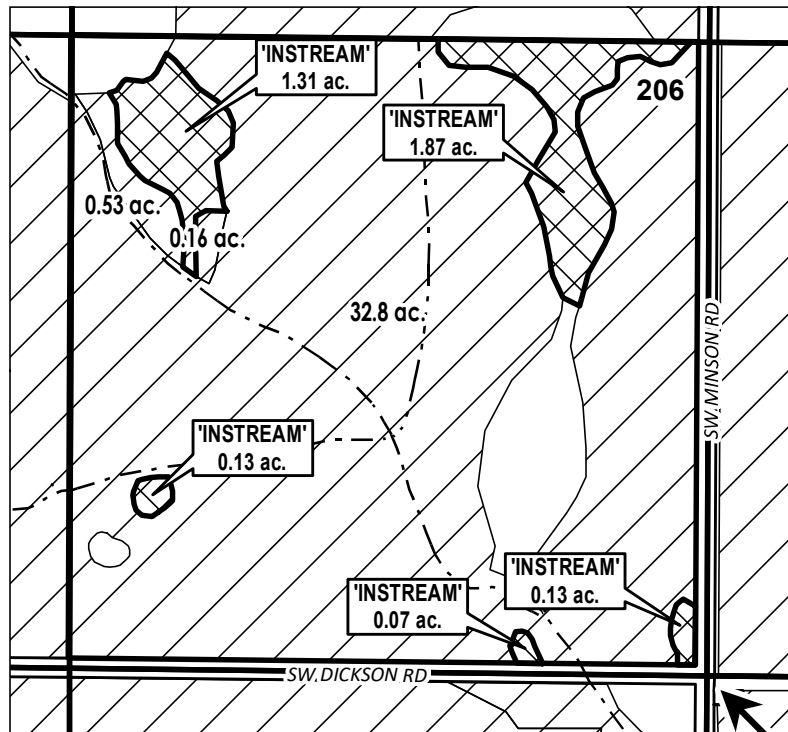 'INSTREAM'
1.31 ac.
206
'INSTREAM'
1.87 ac.
0.53 ac.
0.16 ac.
32.8 ac.
SW MINSON RD
'INSTREAM'
0.13 ac.
'INSTREAM'
0.13 ac.
'INSTREAM'
0.07 ac.
SW DICKSON RD